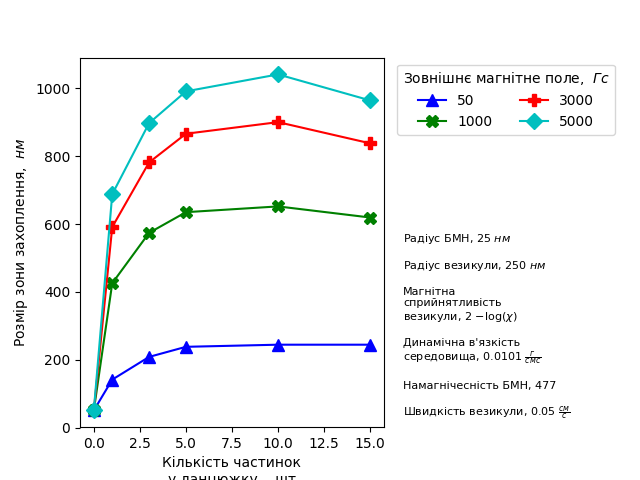 Зовнішнє магнітне поле, Гс
50
3000
1000
5000
1000
800
600
400
200
0
Розмір зони захоплення, нм
0.0 2.5 5.0 7.5 10.0 12.5 15.0
Кількість частинок
у ланцюжку, шт
Радіус БМН, 25 нм
Радіус везикули, 250 нм
Магнітна
сприйнятливість
везикули, 2 −log(χ)
Динамічна в'язкість
середовища, 0.0101 г/смс
Намагнічесність БМН, 477
Швидкість везикули, 0.05 см/с